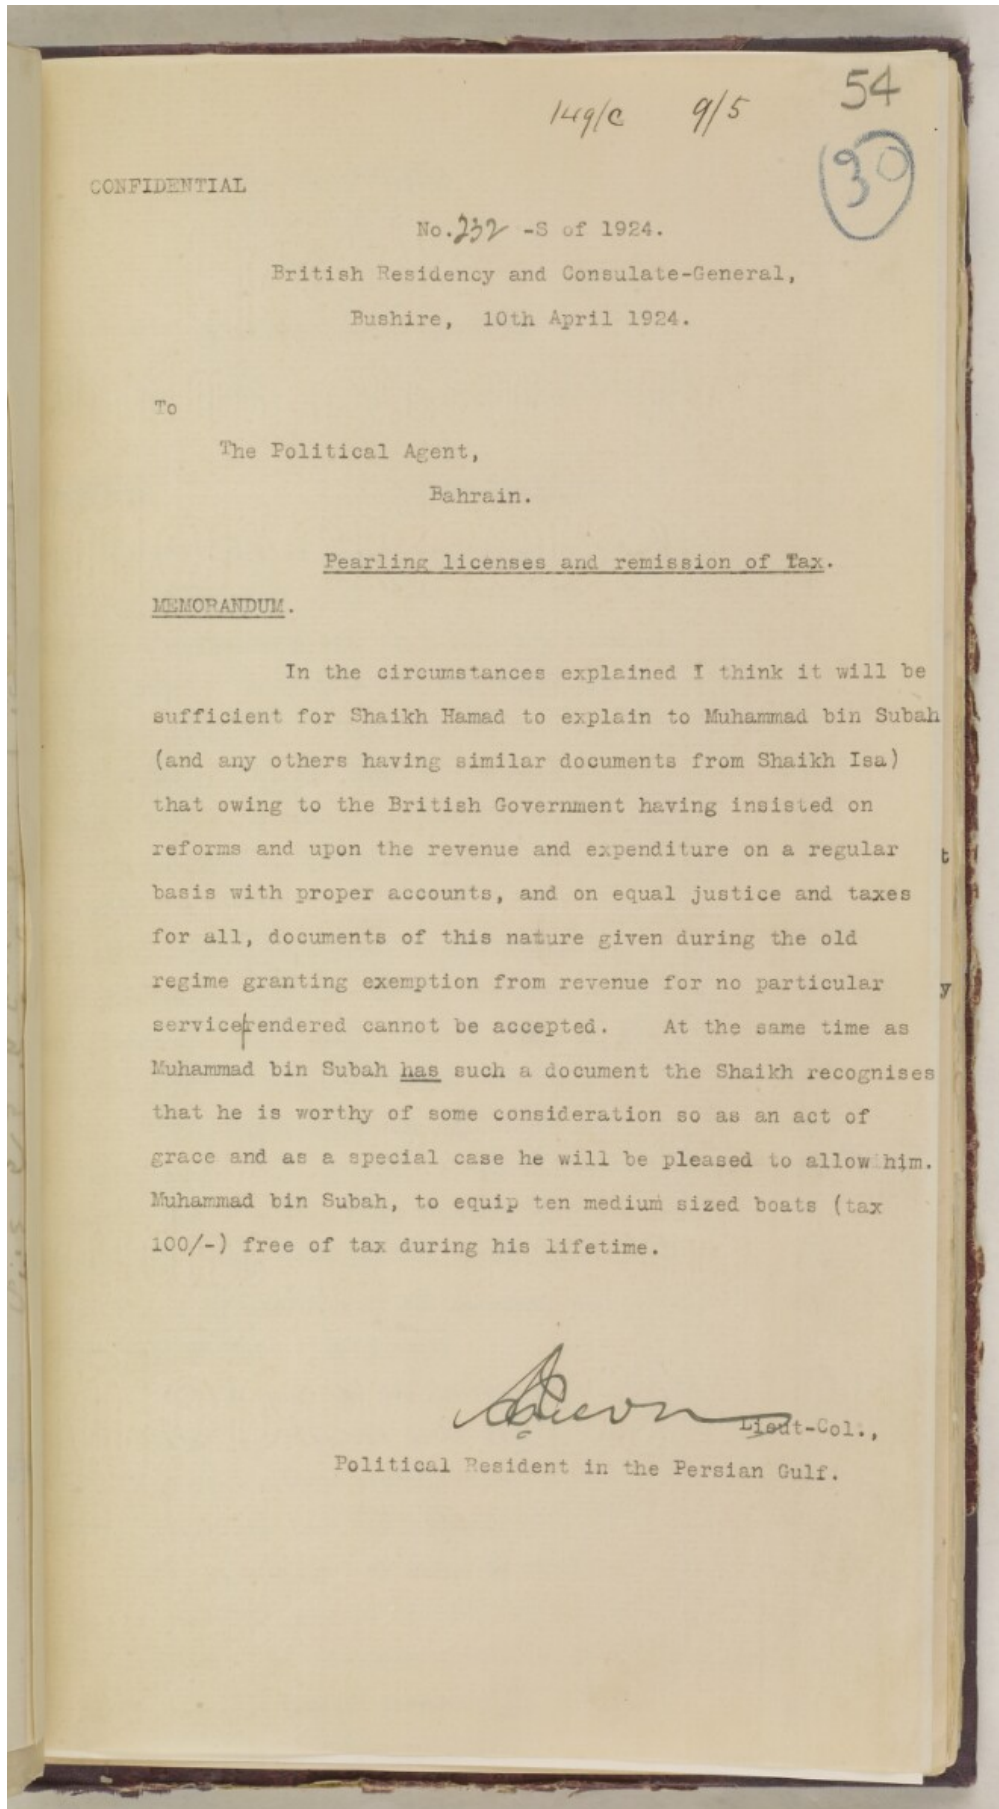 54
149/C 9/5
30
CONFIDENTIAL
No. 232 -S of 1924.
British Residency and Consulate-General,
Bushire, 10th April 1924.
To
The Political Agent,
Bahrain.
Pearling licenses and remission of Tax.
MEMORANDUM.
In the circumstances explained I think it will be
sufficient for Shaikh Hamad to explain to Muhammad bin Subah
(and any others having similar documents from Shaikh Isa)
that owing to the British Government having insisted on
reforms and upon the revenue and expenditure on a regular
basis with proper accounts, and on equal justice and taxes
for all, documents of this nature given during the old
regime granting exemption from revenue for no particular
service rendered cannot be accepted. At the same time as
Muhammad bin Subah has such a document the Shaikh recognises
that he is worthy of some consideration so as an act of
grace and as a special case he will be pleased to allow him.
Muhammad bin Subah, to equip ten medium sized boats (tax
100/-) free of tax during his lifetime.
Lieut-Col.,
Political Resident in the Persian Gulf.
t
y